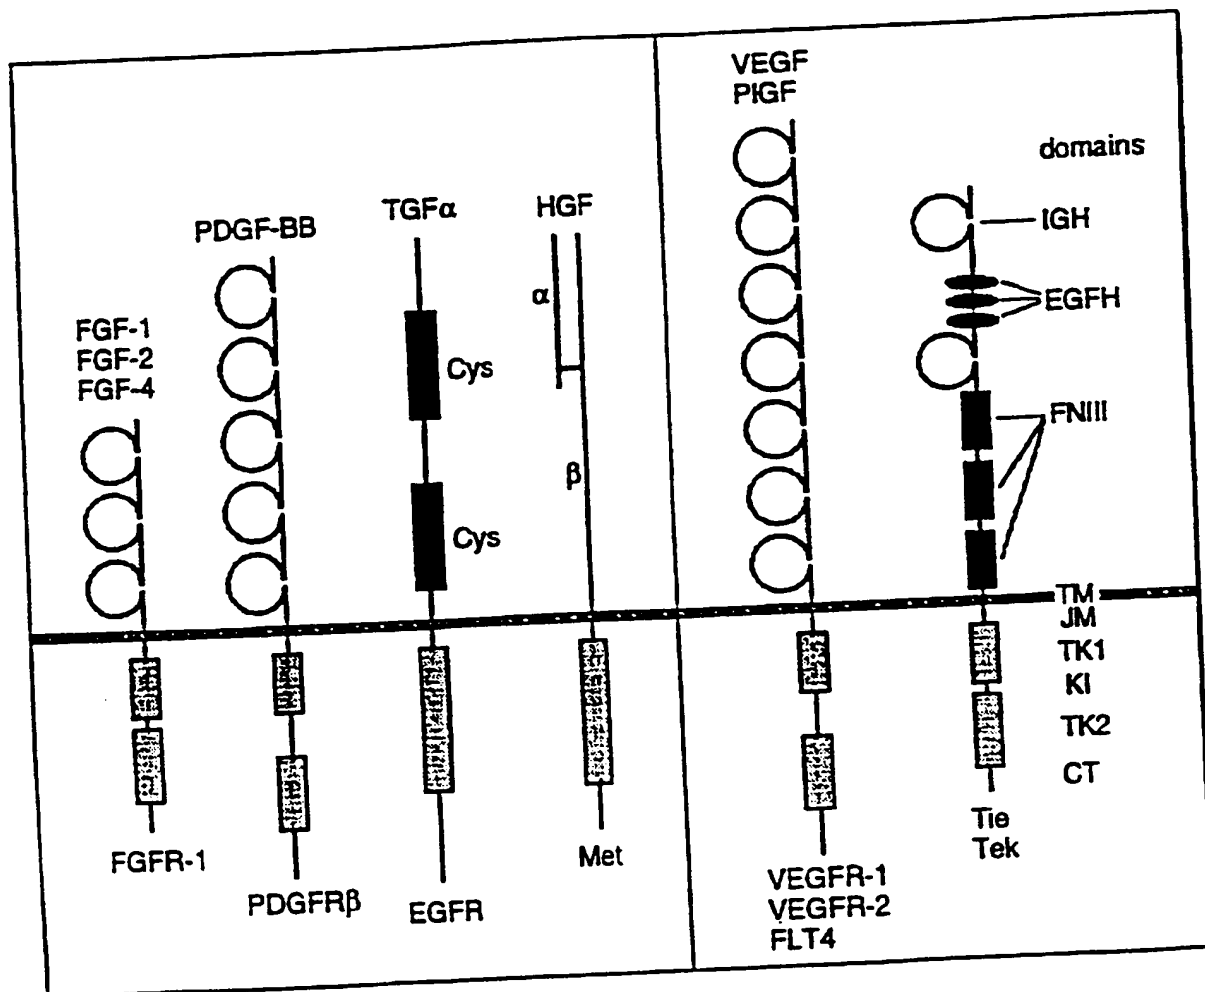 FGF-1
FGF-2
FGF-4
FGFR-1
PDGF-BB
PDGFRβ
TGFα
Cys
Cys
EGFR
HGF
α
β
Met
VEGF
PlGF
VEGFR-1
VEGFR-2
FLT4
domains
IGH
EGFH
FNIII
TM
JM
TK1
KI
TK2
CT
Tie
Tek